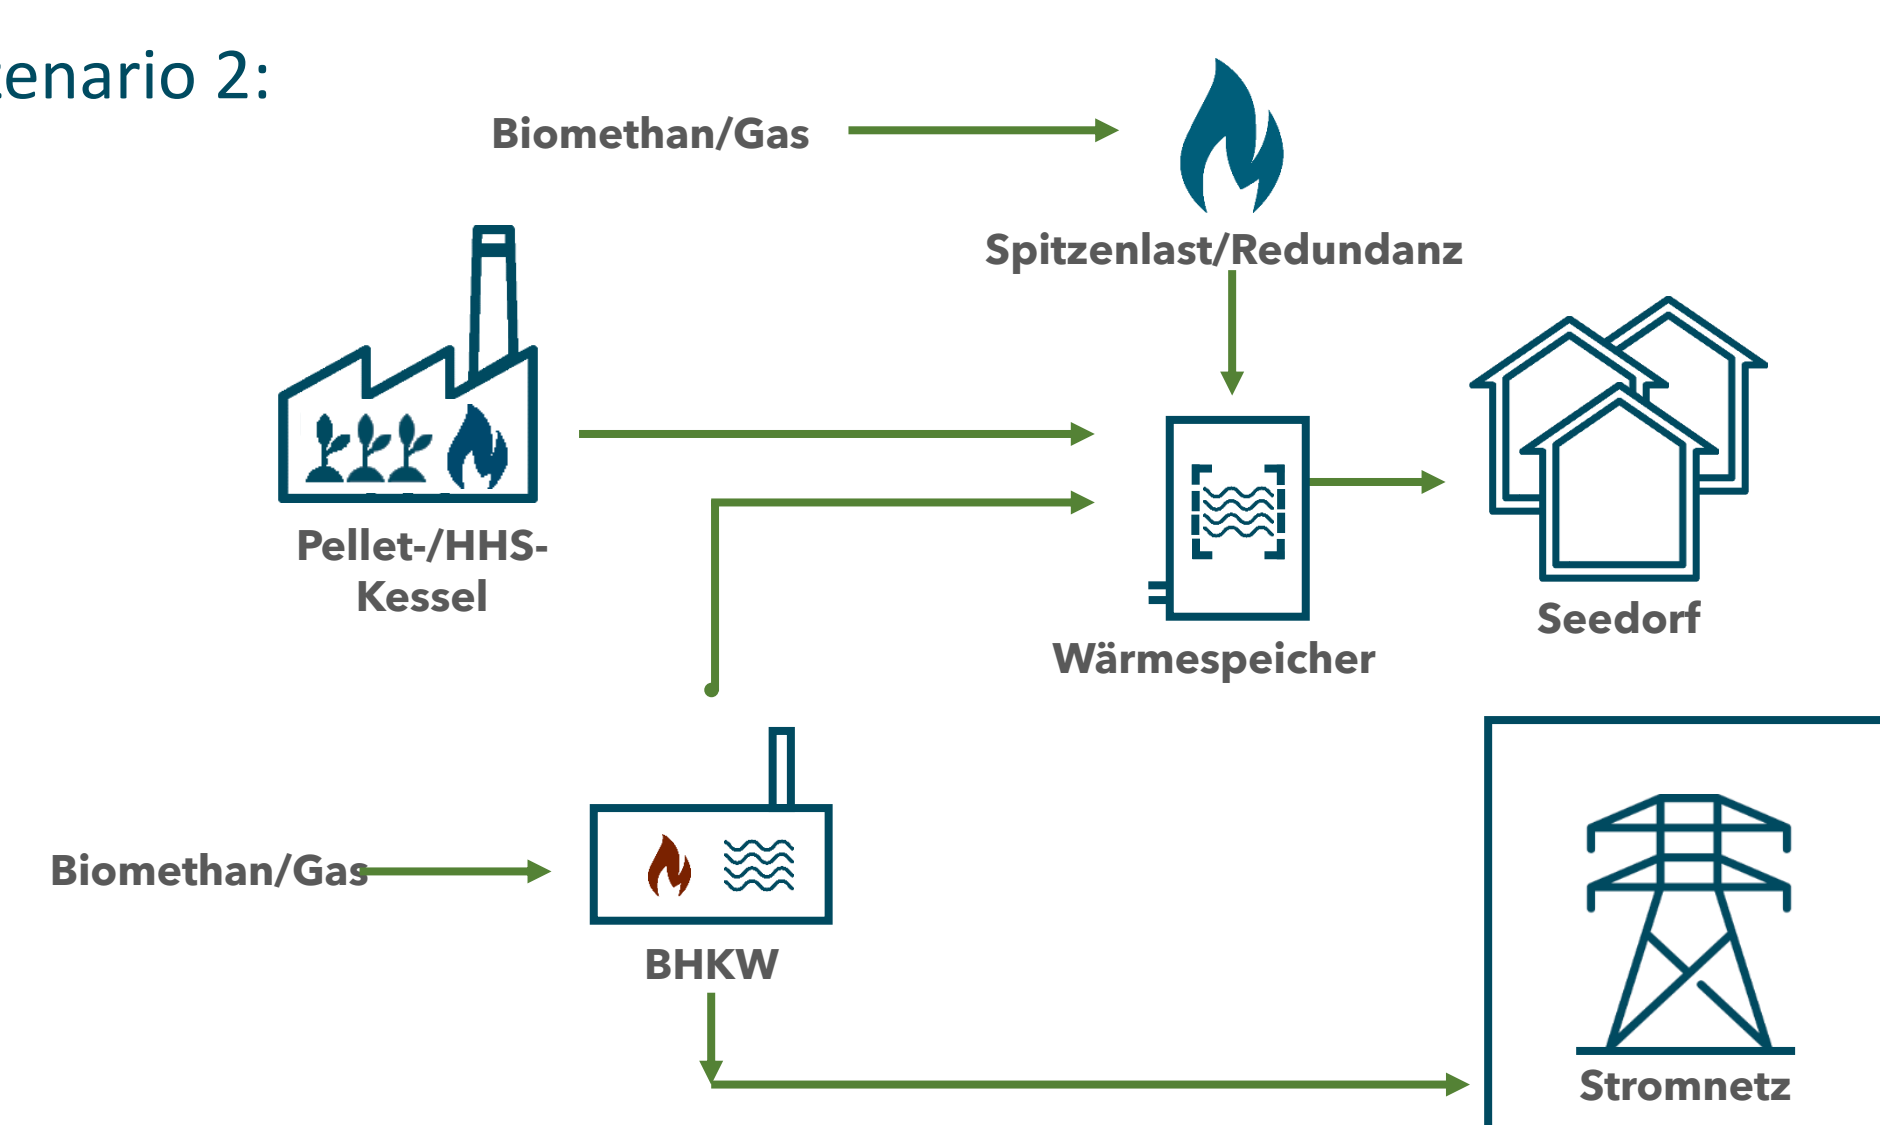 enario 2:
Biomethan/Gas
Spitzenlast/Redundanz
Pellet-/HHS-
Kessel
Seedorf
Wärmespeicher
Biomethan/Gas
BHKW
Stromnetz